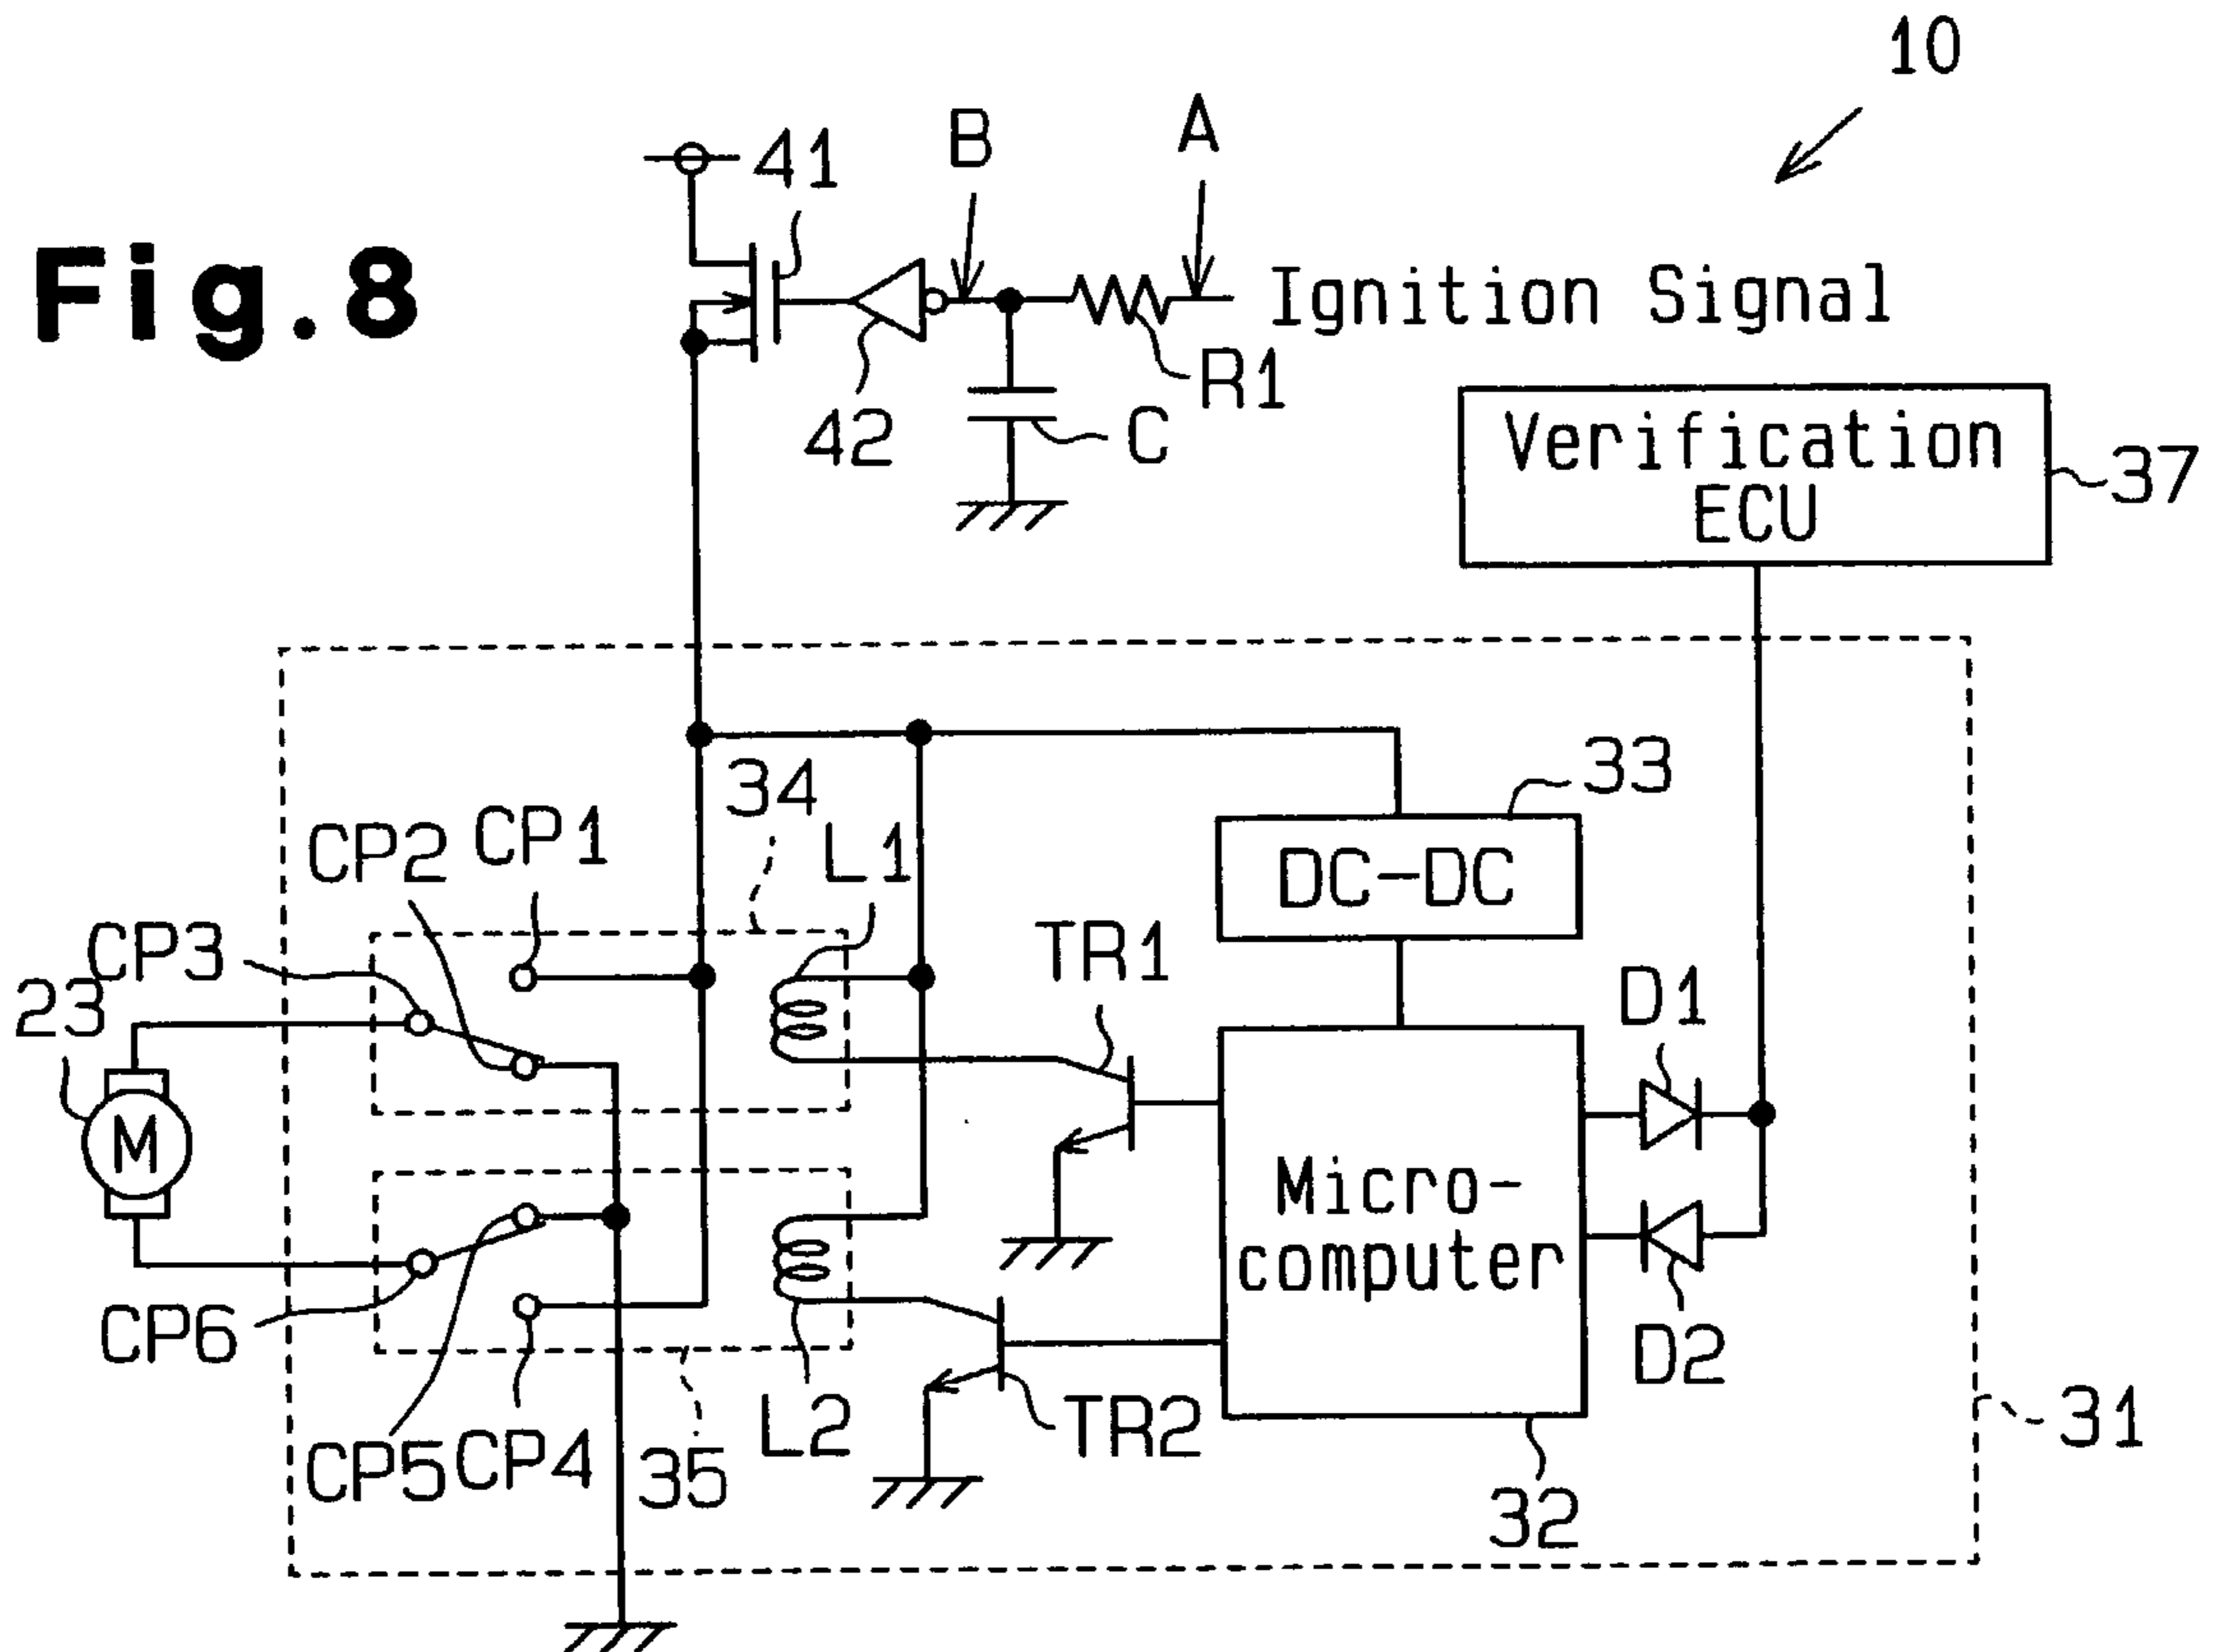 10
Fig.8
41
B
A
Ignition Signal
R1
42
C
Verification
ECU
37
34
33
CP2
CP1
L1
DC-DC
CP3
TR1
23
D1
M
Micro-
computer
CP6
D2
L2
TR2
31
CP5
CP4
35
32